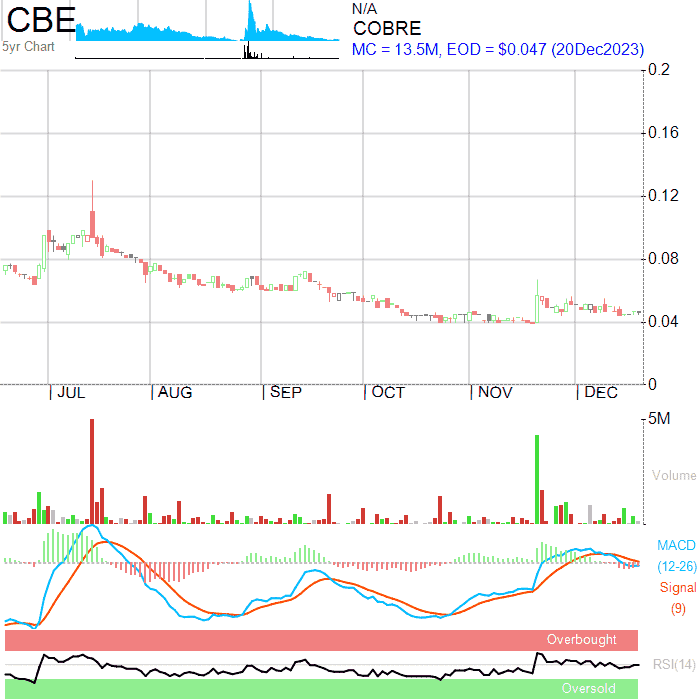 CBE
5yr Chart
N/A
COBRE
MC = 13.5M, EOD = $0.047 (20Dec2023)
0.2
0.16
0.12
0.08
0.04
0
JUL AUG SEP OCT NOV DEC
5M
Volume
MACD
(12-26)
Signal
(9)
Overbought
RSI(14)
Oversold